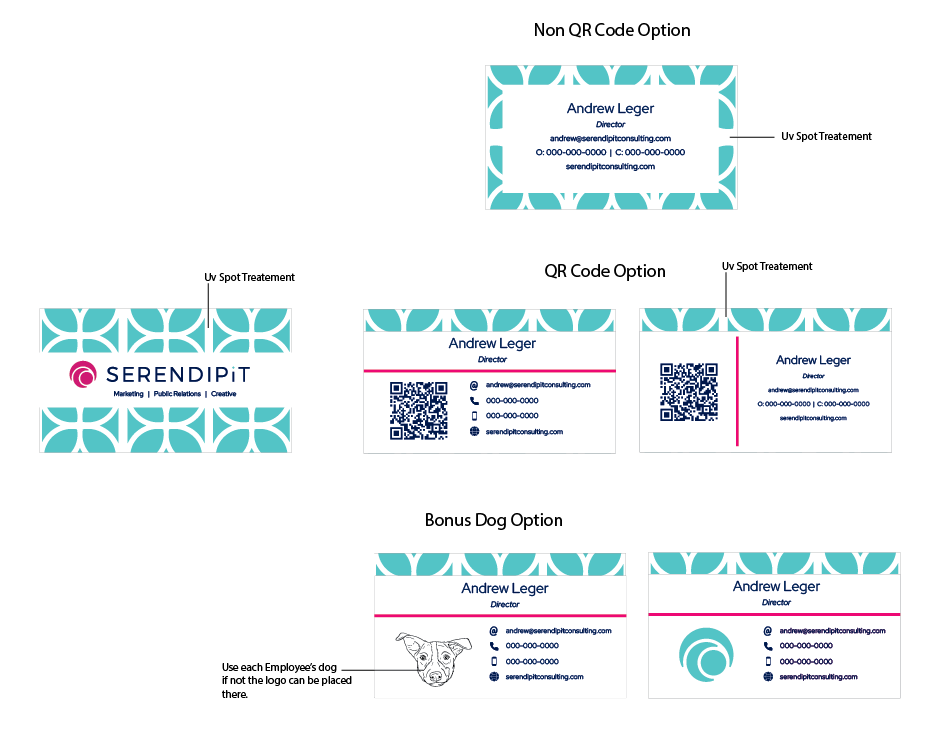 Non QR Code Option
Andrew Leger
Director
andrew@serendipitconsulting.com
O: 000-000-0000 | C: 000-000-0000
serendipitconsulting.com
Uv Spot Treatement
Uv Spot Treatement
SERENDIPiT
Marketing | Public Relations | Creative
QR Code Option
Uv Spot Treatement
Andrew Leger
Director
@ andrew@serendipitconsulting.com
000-000-0000
000-000-0000
serendipitconsulting.com
Andrew Leger
Director
andrew@serendipitconsulting.com
O: 000-000-0000 | C: 000-000-0000
serendipitconsulting.com
Bonus Dog Option
Andrew Leger
Director
@ andrew@serendipitconsulting.com
000-000-0000
000-000-0000
serendipitconsulting.com
Use each Employee's dog
if not the logo can be placed
there.
Andrew Leger
Director
@ andrew@serendipitconsulting.com
000-000-0000
000-000-0000
serendipitconsulting.com